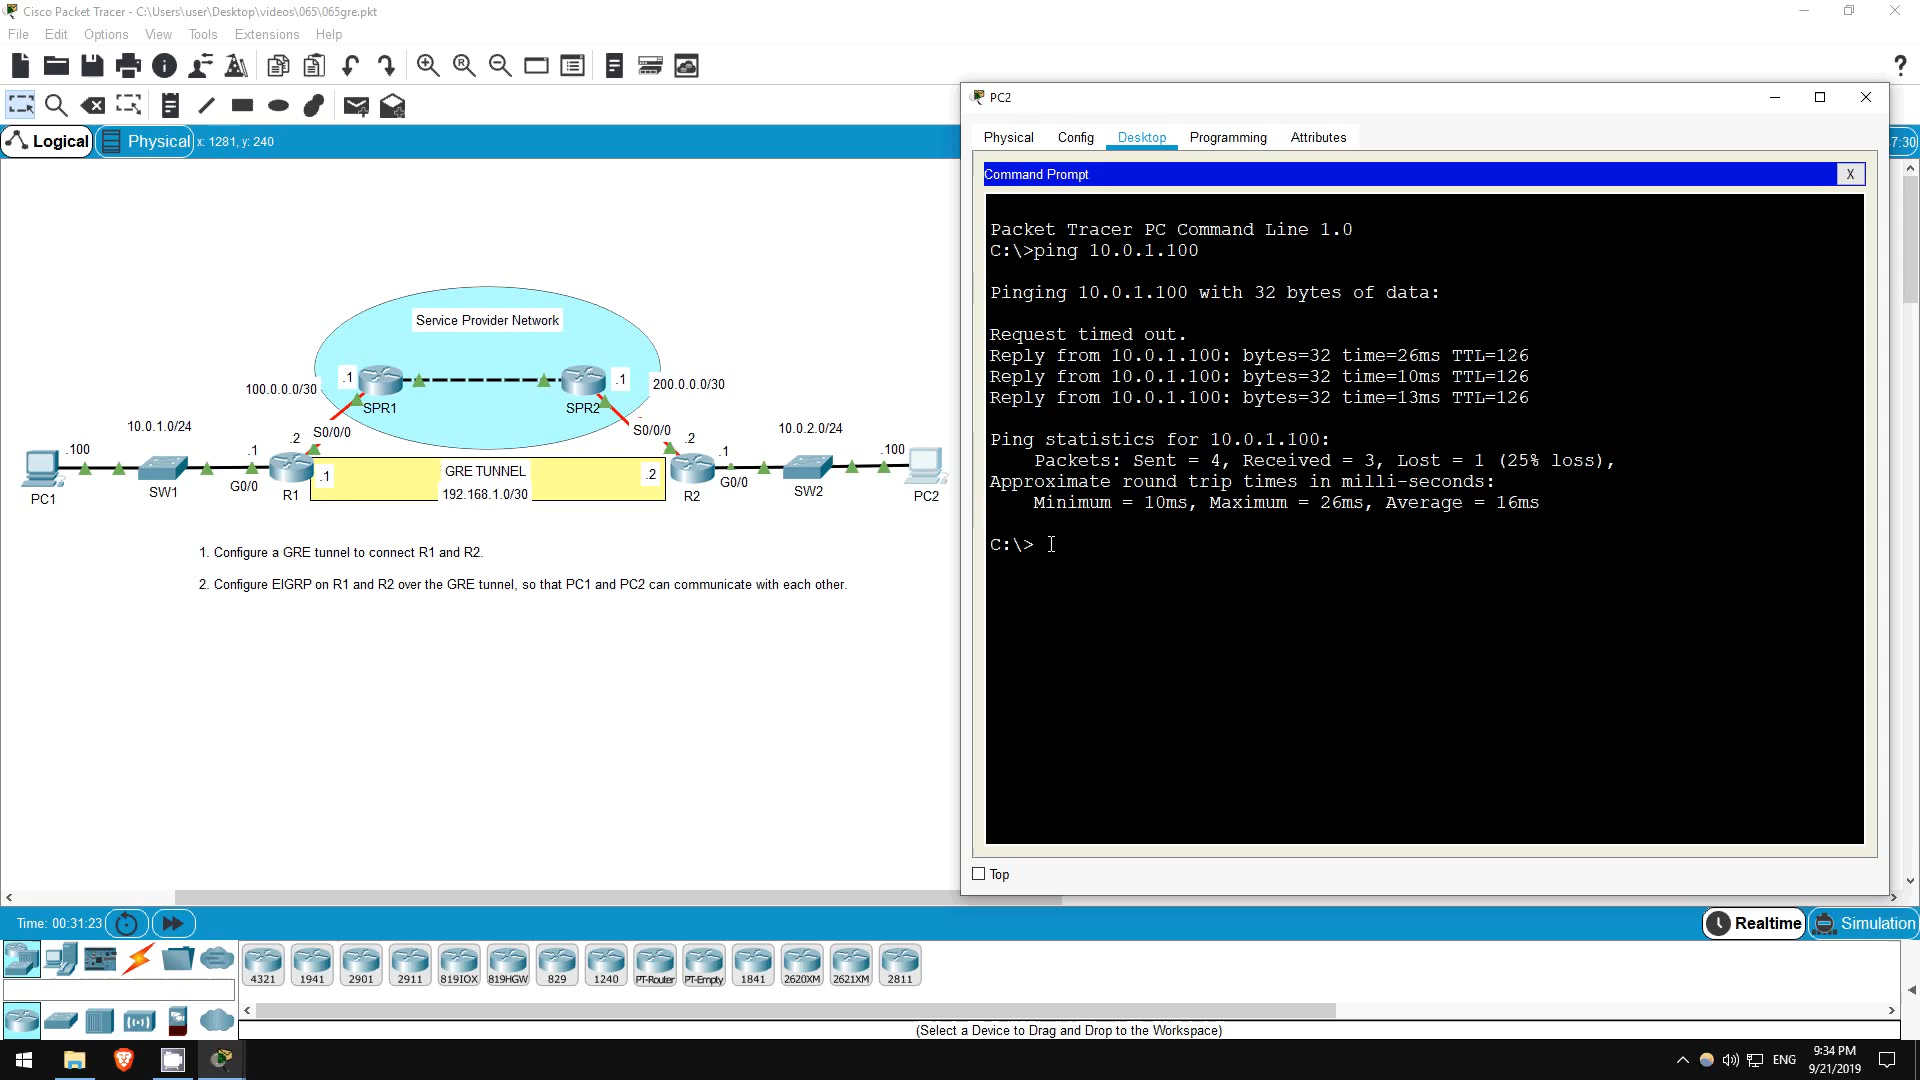 Cisco Packet Tracer - C:\Users\user\Desktop\videos\065\065gre.pkt
File Edit Options View Tools Extensions Help
Logical Physical x: 1281, y: 240
7:30
Service Provider Network
.1
.1
100.0.0.0/30
200.0.0.0/30
SPR1
SPR2
10.0.1.0/24
S0/0/0
S0/0/0
10.0.2.0/24
.100
.1
.2
.2
.1
.100
GRE TUNNEL
192.168.1.0/30
.1
.2
PC1
SW1
G0/0
R1
R2
G0/0
SW2
PC2
1. Configure a GRE tunnel to connect R1 and R2.
2. Configure EIGRP on R1 and R2 over the GRE tunnel, so that PC1 and PC2 can communicate with each other.
PC2
Physical Config Desktop Programming Attributes
Command Prompt
X
Packet Tracer PC Command Line 1.0
C:\>ping 10.0.1.100
Pinging 10.0.1.100 with 32 bytes of data:
Request timed out.
Reply from 10.0.1.100: bytes=32 time=26ms TTL=126
Reply from 10.0.1.100: bytes=32 time=10ms TTL=126
Reply from 10.0.1.100: bytes=32 time=13ms TTL=126
Ping statistics for 10.0.1.100:
Packets: Sent = 4, Received = 3, Lost = 1 (25% loss),
Approximate round trip times in milli-seconds:
Minimum = 10ms, Maximum = 26ms, Average = 16ms
C:\>
Top
Time: 00:31:23
Realtime Simulation
4321 1941 2901 2911 819IOX 819HGW 829 1240 PT-Router PT-Empty 1841 2620XM 2621XM 2811
(Select a Device to Drag and Drop to the Workspace)
ENG
9:34 PM
9/21/2019